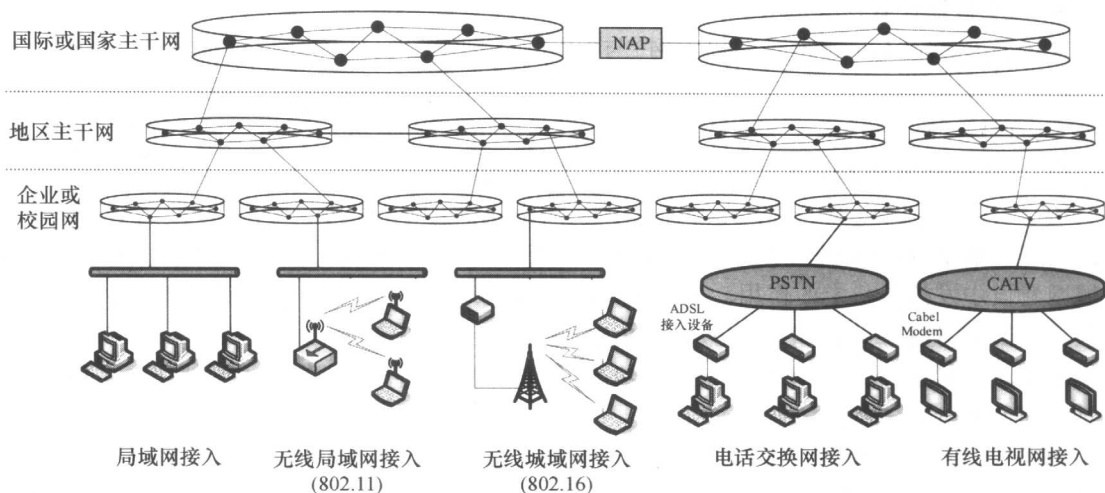 国际或国家主干网
NAP
地区主干网
企业或
校园网
PSTN
CATV
ADSL
接入设备
Cabel
Modem
局域网接入
无线局域网接入
(802.11)
无线城域网接入
(802.16)
电话交换网接入
有线电视网接入